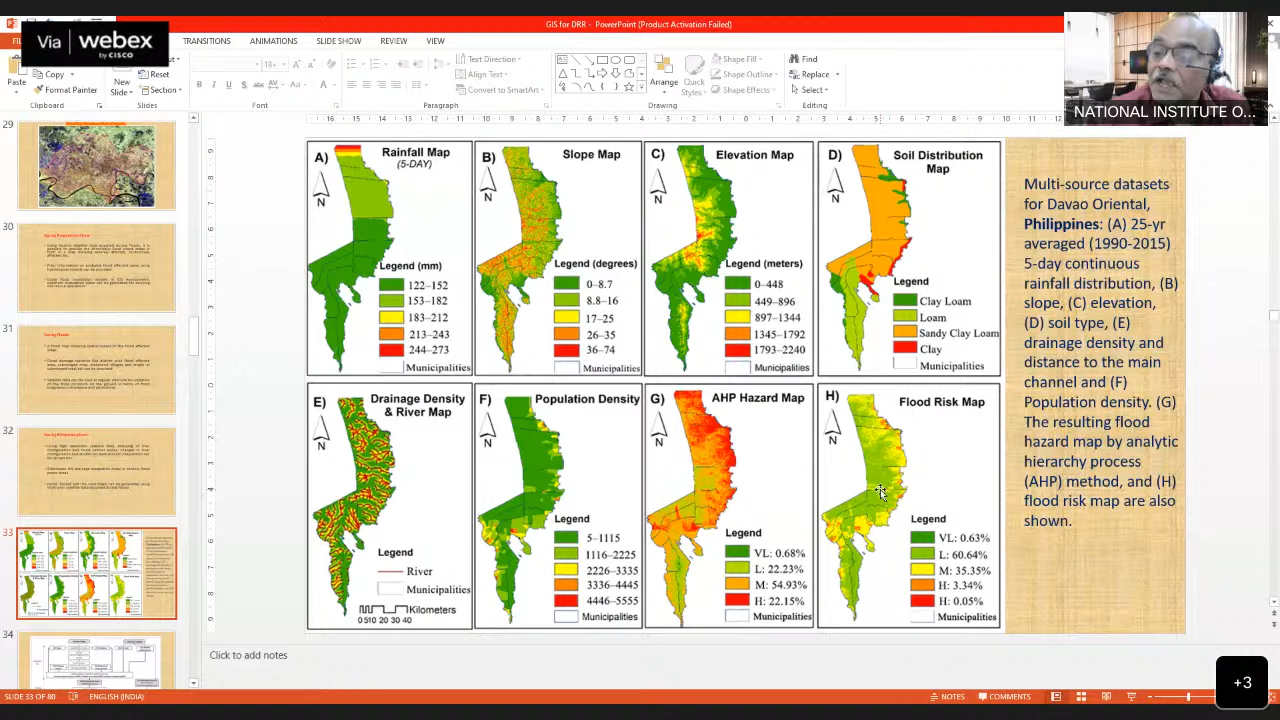 GIS for DRR - PowerPoint (Product Activation Failed)
Via webex
by CISCO
TRANSITIONS ANIMATIONS SLIDE SHOW REVIEW VIEW
Paste
Copy
Format Painter
Clipboard
New
Slide
Reset
Section
Slides
Font
Text Direction
Align Text
Convert to SmartArt
Paragraph
Arrange
Quick
Styles
Shape Fill
Shape Outline
Shape Effects
Drawing
Find
Replace
Select
Editing
NATIONAL INSTITUTE O...
29
30
31
32
33
34
A) Rainfall Map
(5-DAY)
N
Legend (mm)
122–152
153–182
183–212
213–243
244–273
Municipalities
B) Slope Map
N
Legend (degrees)
0–8.7
8.8–16
17–25
26–35
36–74
Municipalities
C) Elevation Map
N
Legend (meters)
0–448
449–896
897–1344
1345–1792
1793–2240
Municipalities
D) Soil Distribution
Map
N
Legend
Clay Loam
Loam
Sandy Clay Loam
Clay
Municipalities
E) Drainage Density
& River Map
N
Legend
River
Municipalities
Kilometers
0 5 10 20 30 40
F) Population Density
N
Legend
–1115
1116–2225
2226–3335
3336–4445
4446–5555
Municipalities
G) AHP Hazard Map
N
Legend
VL: 0.68%
L: 22.23%
M: 54.93%
H: 22.15%
Municipalities
H) Flood Risk Map
N
Legend
VL: 0.63%
L: 60.64%
M: 35.35%
H: 3.34%
H: 0.05%
Municipalities
Multi-source datasets
for Davao Oriental,
Philippines: (A) 25-yr
averaged (1990-2015)
5-day continuous
rainfall distribution, (B)
slope, (C) elevation,
(D) soil type, (E)
drainage density and
distance to the main
channel and (F)
Population density. (G)
The resulting flood
hazard map by analytic
hierarchy process
(AHP) method, and (H)
flood risk map are also
shown.
Click to add notes
SLIDE 33 OF 80 ENGLISH (INDIA) NOTES COMMENTS
+3